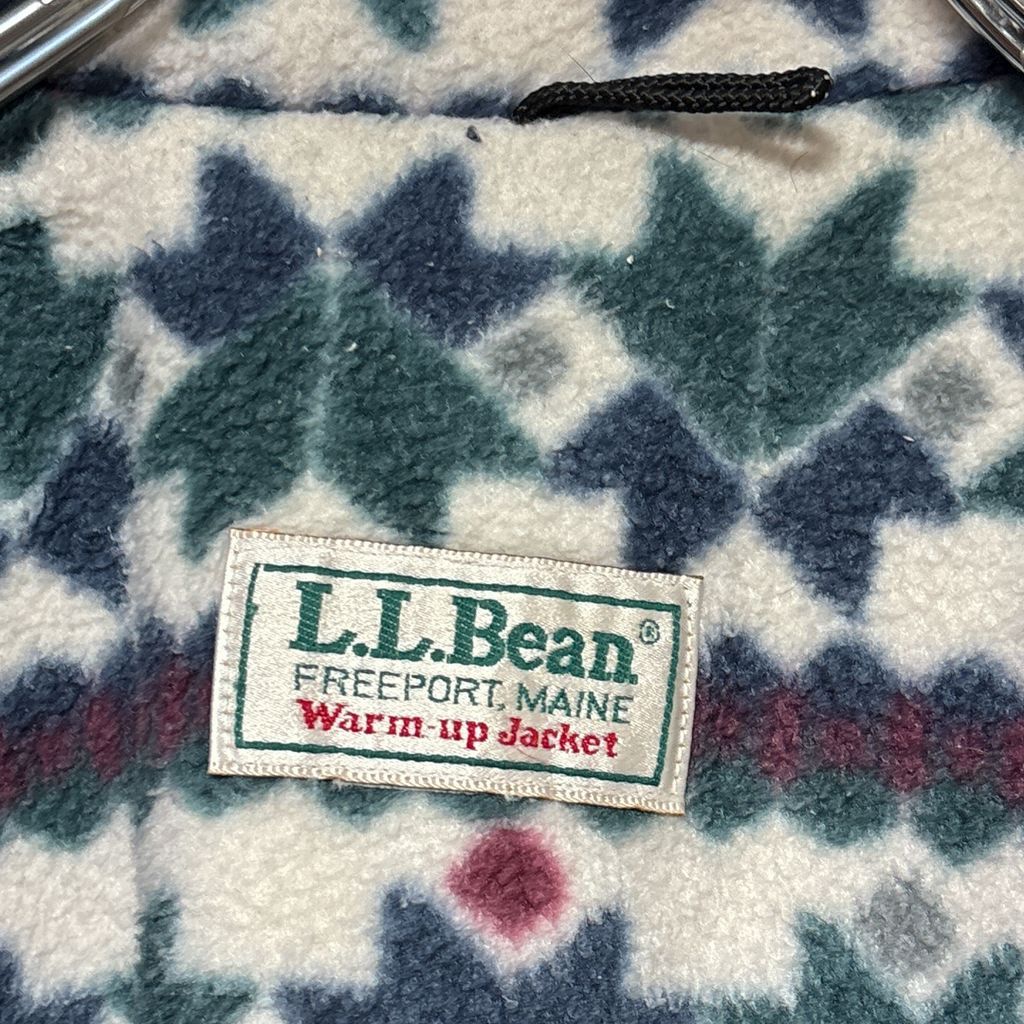 L.L.Bean®
FREEPORT, MAINE
Warm-up Jacket